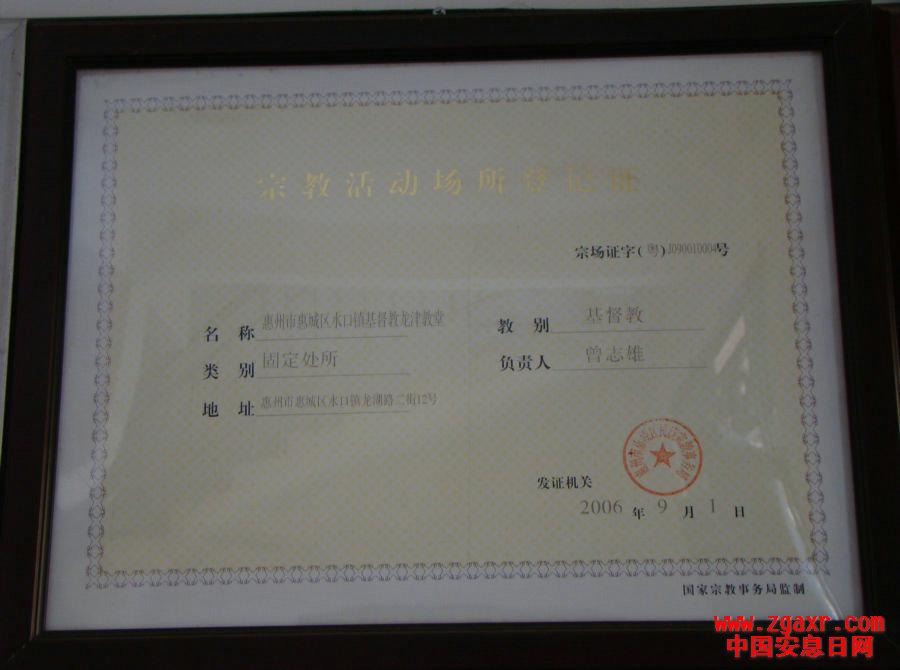 宗教活动场所登记证
宗场证字(粤)J090010004号
名 称 惠州市惠城区水口镇基督教龙津教堂
教 别 基督教
类 别 固定处所
负责人 曾志雄
地 址 惠州市惠城区水口镇龙湖路二街12号
发证机关
2006 年 9 月 1 日
国家宗教事务局监制
www.zgaxr.com
中国安息日网